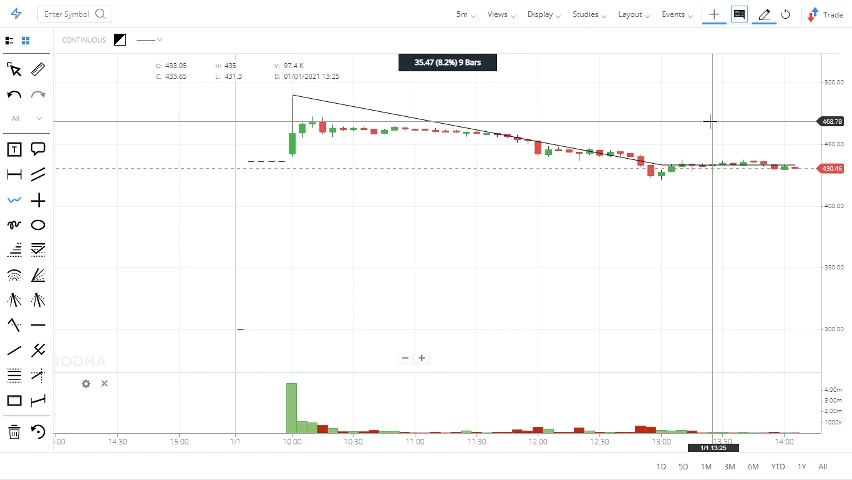 Enter Symbol
5m Views Display Studies Layout Events Trade
CONTINUOUS:
35.47 (8.2%) 9 Bars
O: 433.05 H: 435 V: 97.4 K
C: 433.65 L: 431.3 D: 01/01/2021 13:25
All
500.00
468.78
450.00
430.45
400.00
350.00
300.00
RODHA
4.00m
3.00m
2.00m
1000k
14:30 15:00 1/1 10:00 10:30 11:00 11:30 12:00 12:30 13:00 13:30 14:00
1/1 13:25
1D 5D 1M 3M 6M YTD 1Y All